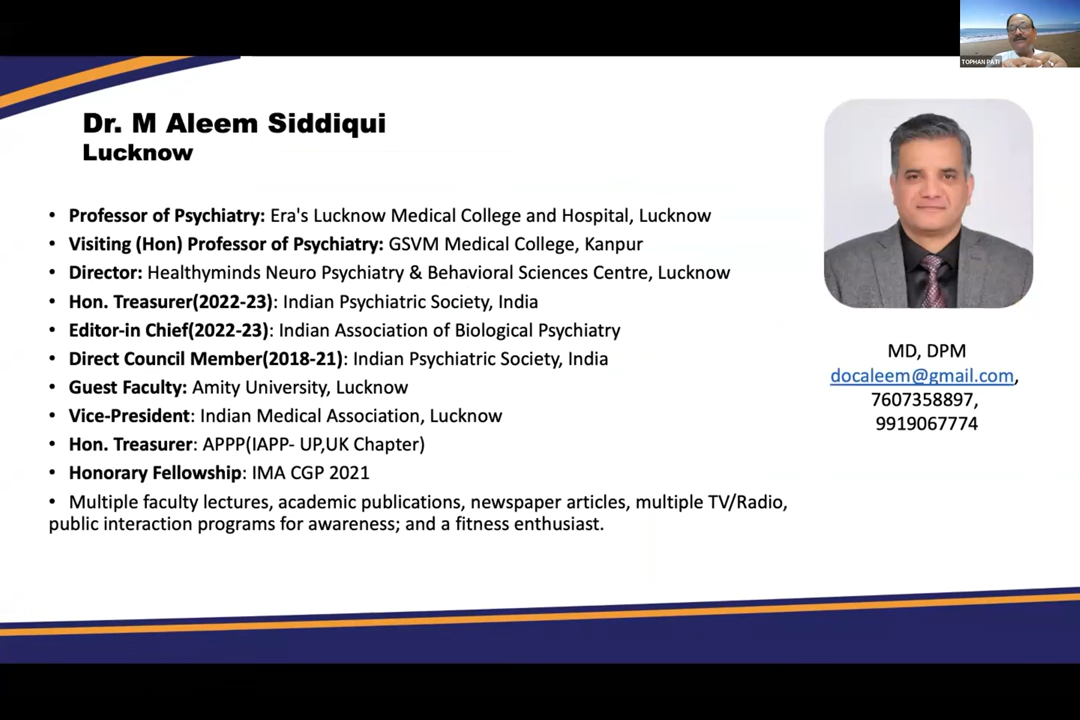 TOPHAN PATI
Dr. M Aleem Siddiqui
Lucknow
• Professor of Psychiatry: Era's Lucknow Medical College and Hospital, Lucknow
• Visiting (Hon) Professor of Psychiatry: GSVM Medical College, Kanpur
• Director: Healthyminds Neuro Psychiatry & Behavioral Sciences Centre, Lucknow
• Hon. Treasurer(2022-23): Indian Psychiatric Society, India
• Editor-in Chief(2022-23): Indian Association of Biological Psychiatry
• Direct Council Member(2018-21): Indian Psychiatric Society, India
• Guest Faculty: Amity University, Lucknow
• Vice-President: Indian Medical Association, Lucknow
• Hon. Treasurer: APPP(IAPP- UP,UK Chapter)
• Honorary Fellowship: IMA CGP 2021
• Multiple faculty lectures, academic publications, newspaper articles, multiple TV/Radio,
public interaction programs for awareness; and a fitness enthusiast.
MD, DPM
docaleem@gmail.com,
7607358897,
9919067774